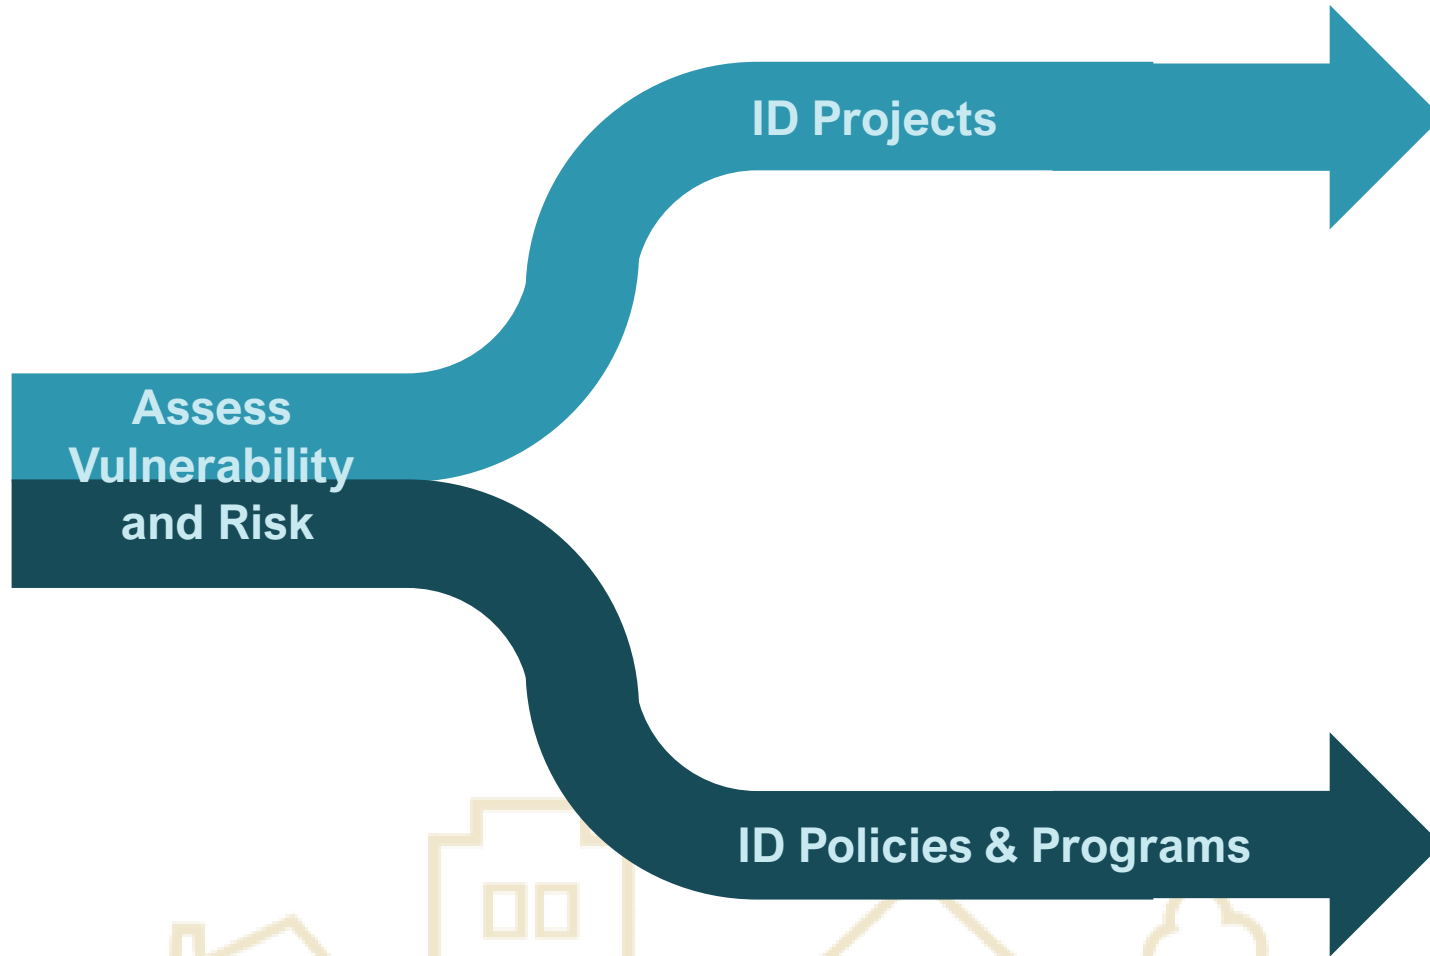 ID Projects
Assess
Vulnerability
and Risk
ID Policies & Programs